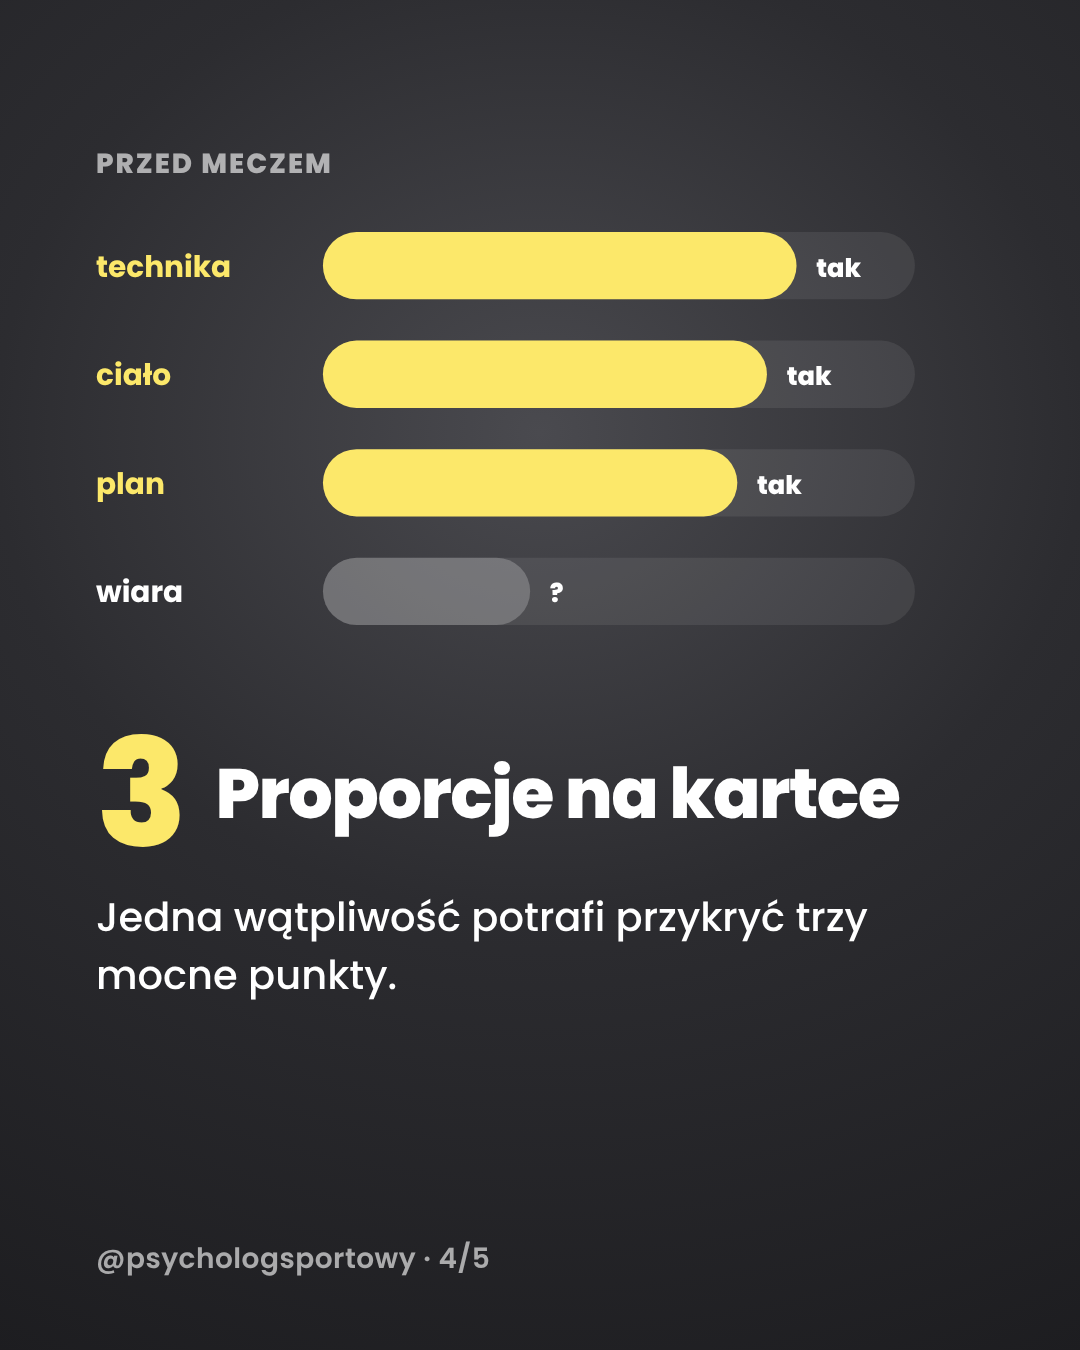 PRZED MECZEM
technika tak
ciało tak
plan tak
wiara ?
3 Proporcje na kartce
Jedna wątpliwość potrafi przykryć trzy
mocne punkty.
@psychologsportowy · 4/5